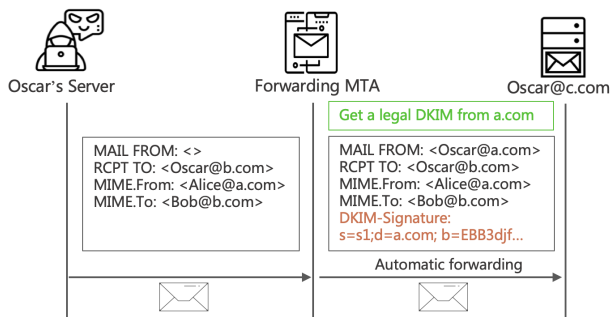 Oscar's Server
Forwarding MTA
Oscar@c.com
Get a legal DKIM from a.com
MAIL FROM: <>
RCPT TO: <Oscar@b.com>
MIME.From: <Alice@a.com>
MIME.To: <Bob@b.com>
MAIL FROM: <Oscar@a.com>
RCPT TO: <Oscar@b.com>
MIME.From: <Alice@a.com>
MIME.To: <Bob@b.com>
DKIM-Signature:
s=s1;d=a.com; b=EBB3djf...
Automatic forwarding